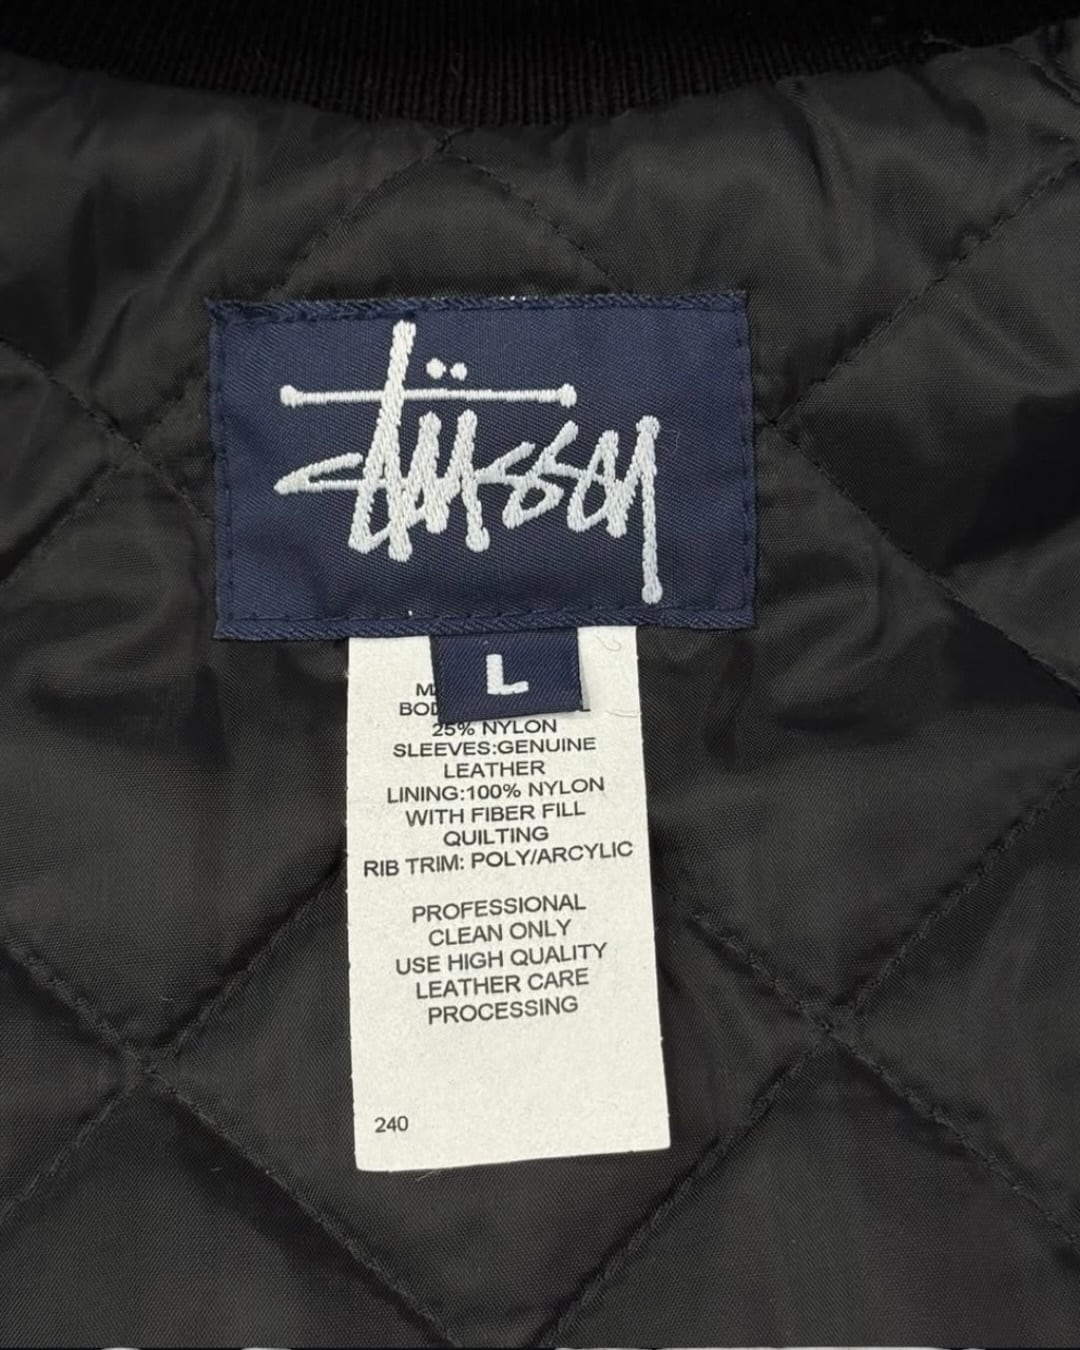 Stüssy
L
25% NYLON
SLEEVES:GENUINE
LEATHER
LINING:100% NYLON
WITH FIBER FILL
QUILTING
RIB TRIM: POLY/ARCYLIC
PROFESSIONAL
CLEAN ONLY
USE HIGH QUALITY
LEATHER CARE
PROCESSING
240